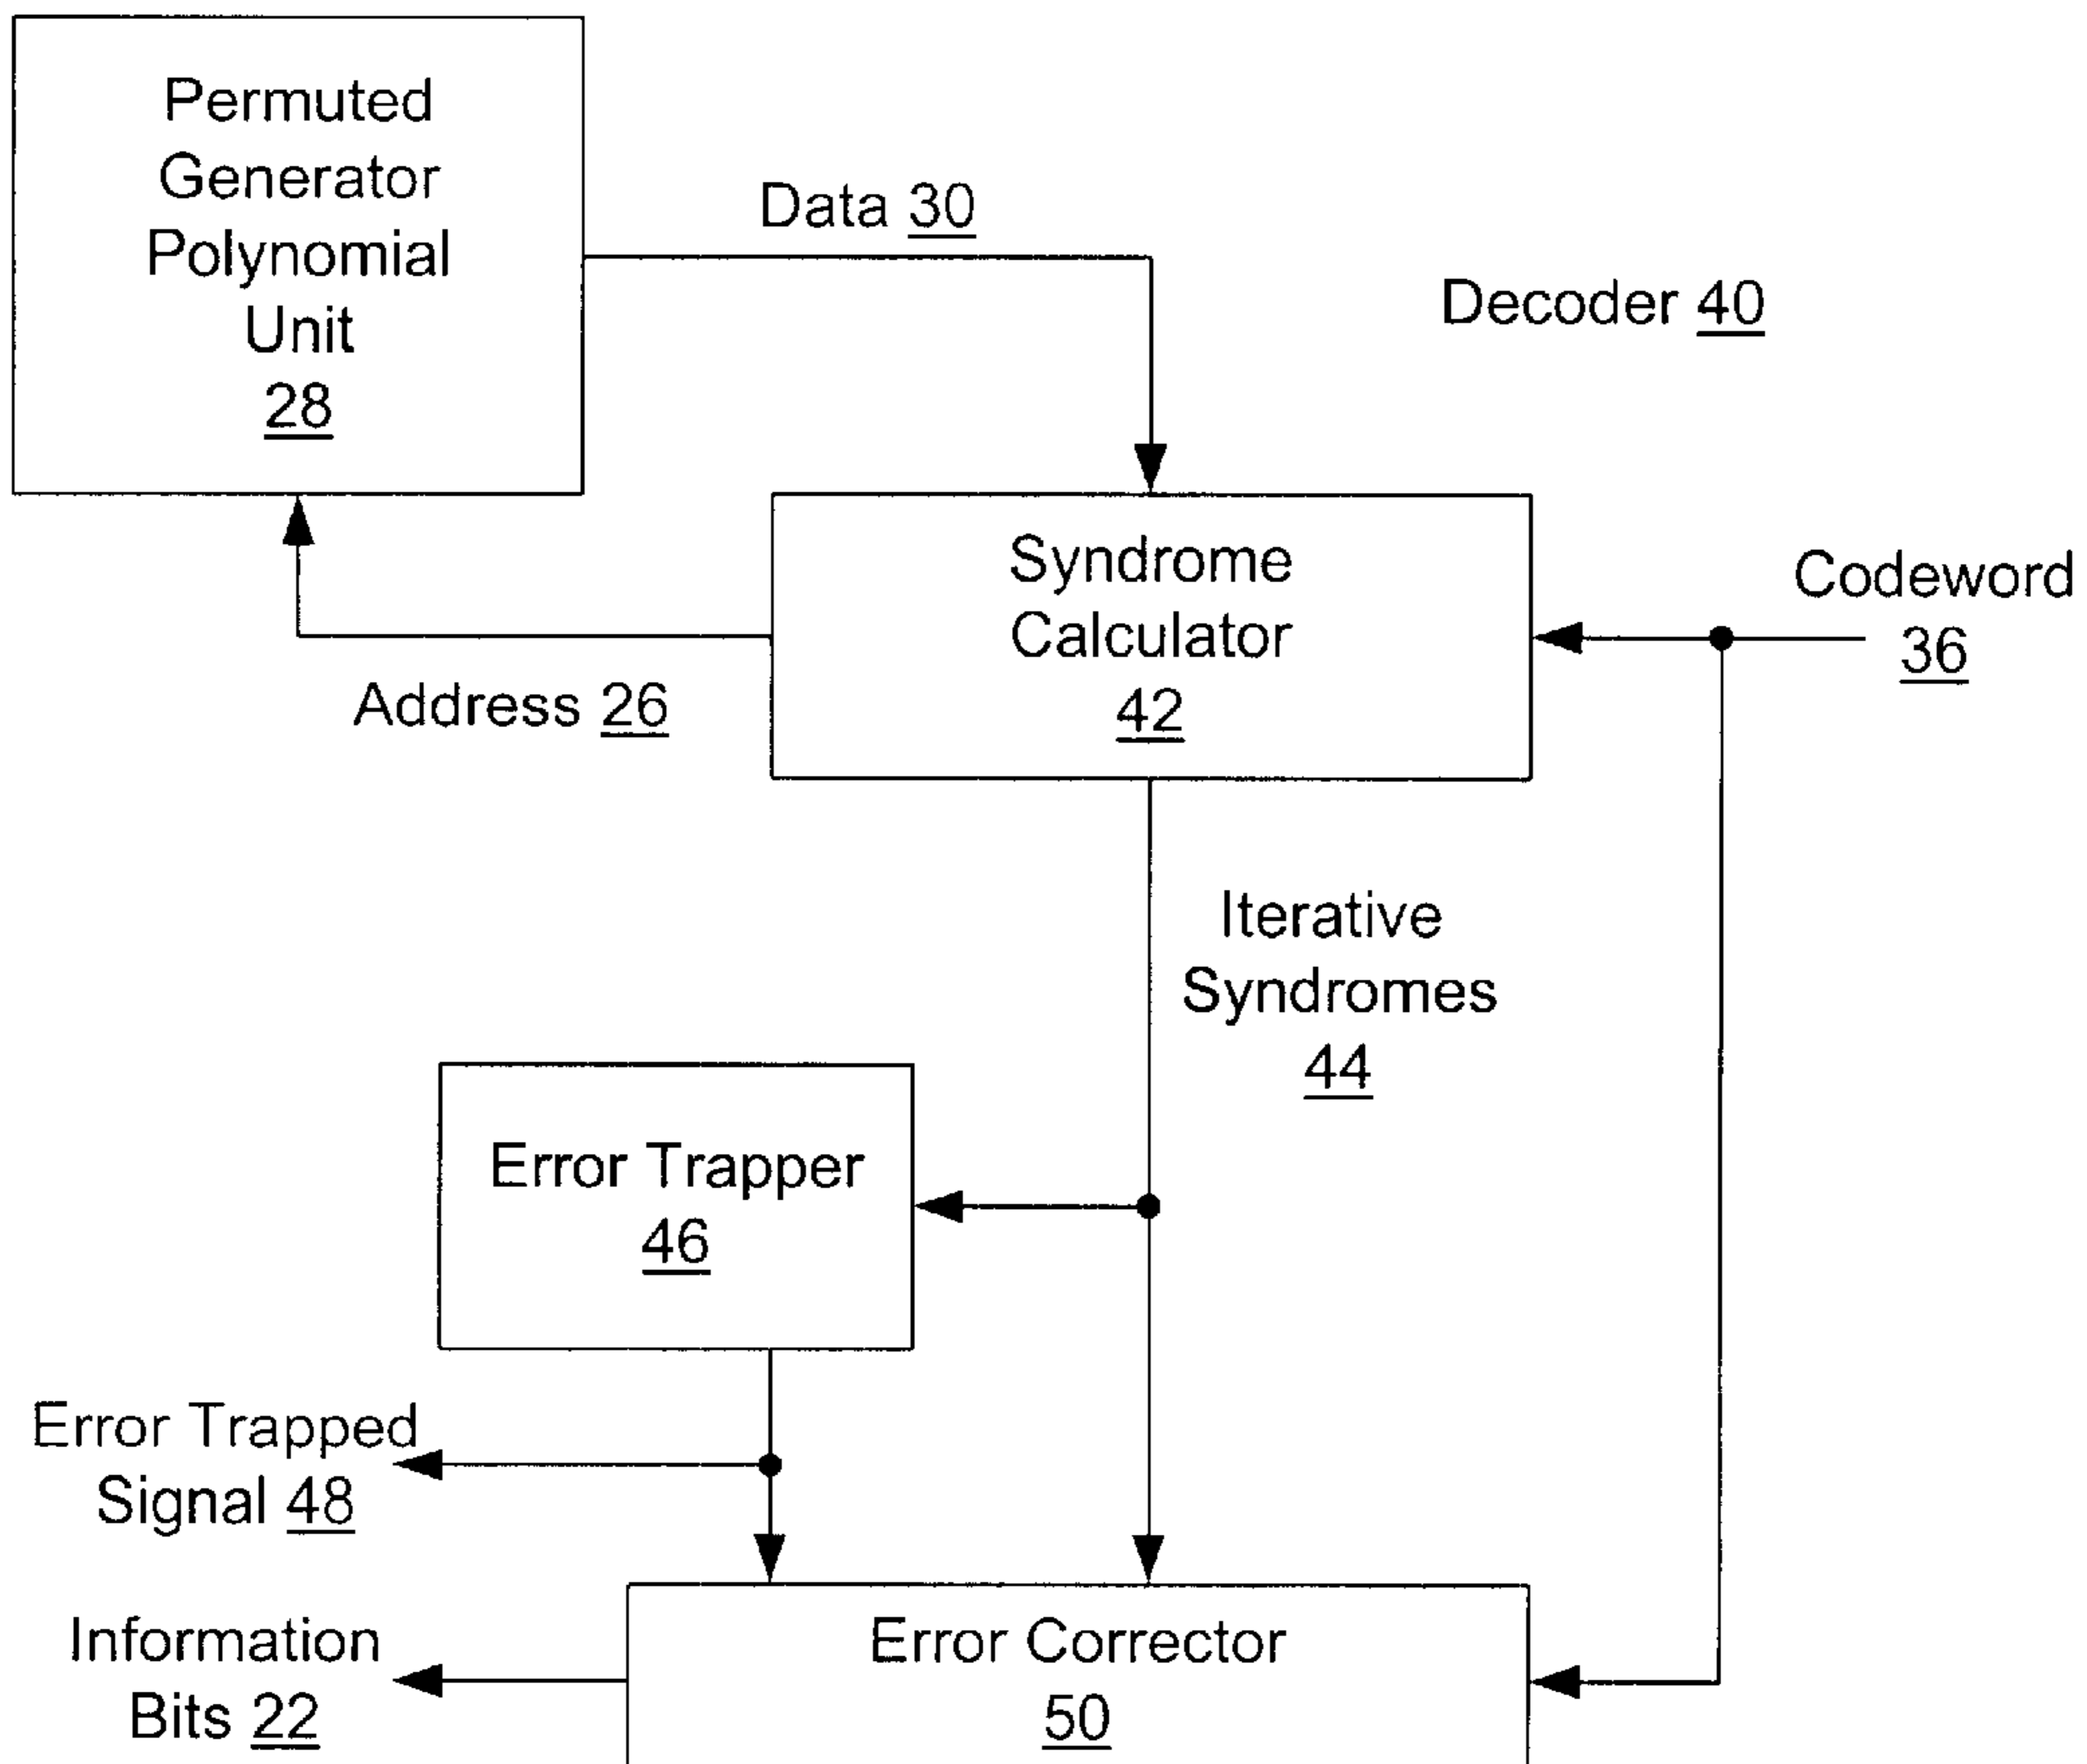 Permuted
Generator
Polynomial
Unit
28
Data 30
Decoder 40
Syndrome
Calculator
42
Codeword
36
Address 26
Iterative
Syndromes
44
Error Trapper
46
Error Trapped
Signal 48
Information
Bits 22
Error Corrector
50